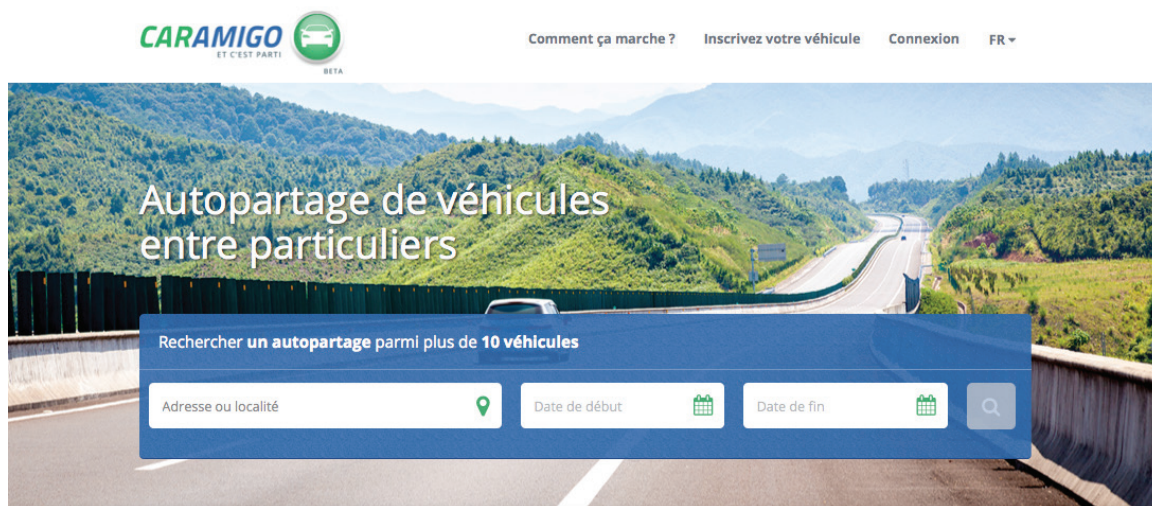 CARAMIGO
ET C'EST PARTI
BETA
Comment ça marche ? Inscrivez votre véhicule Connexion FR
Autopartage de véhicules
entre particuliers
Rechercher un autopartage parmi plus de 10 véhicules
Adresse ou localité Date de début Date de fin